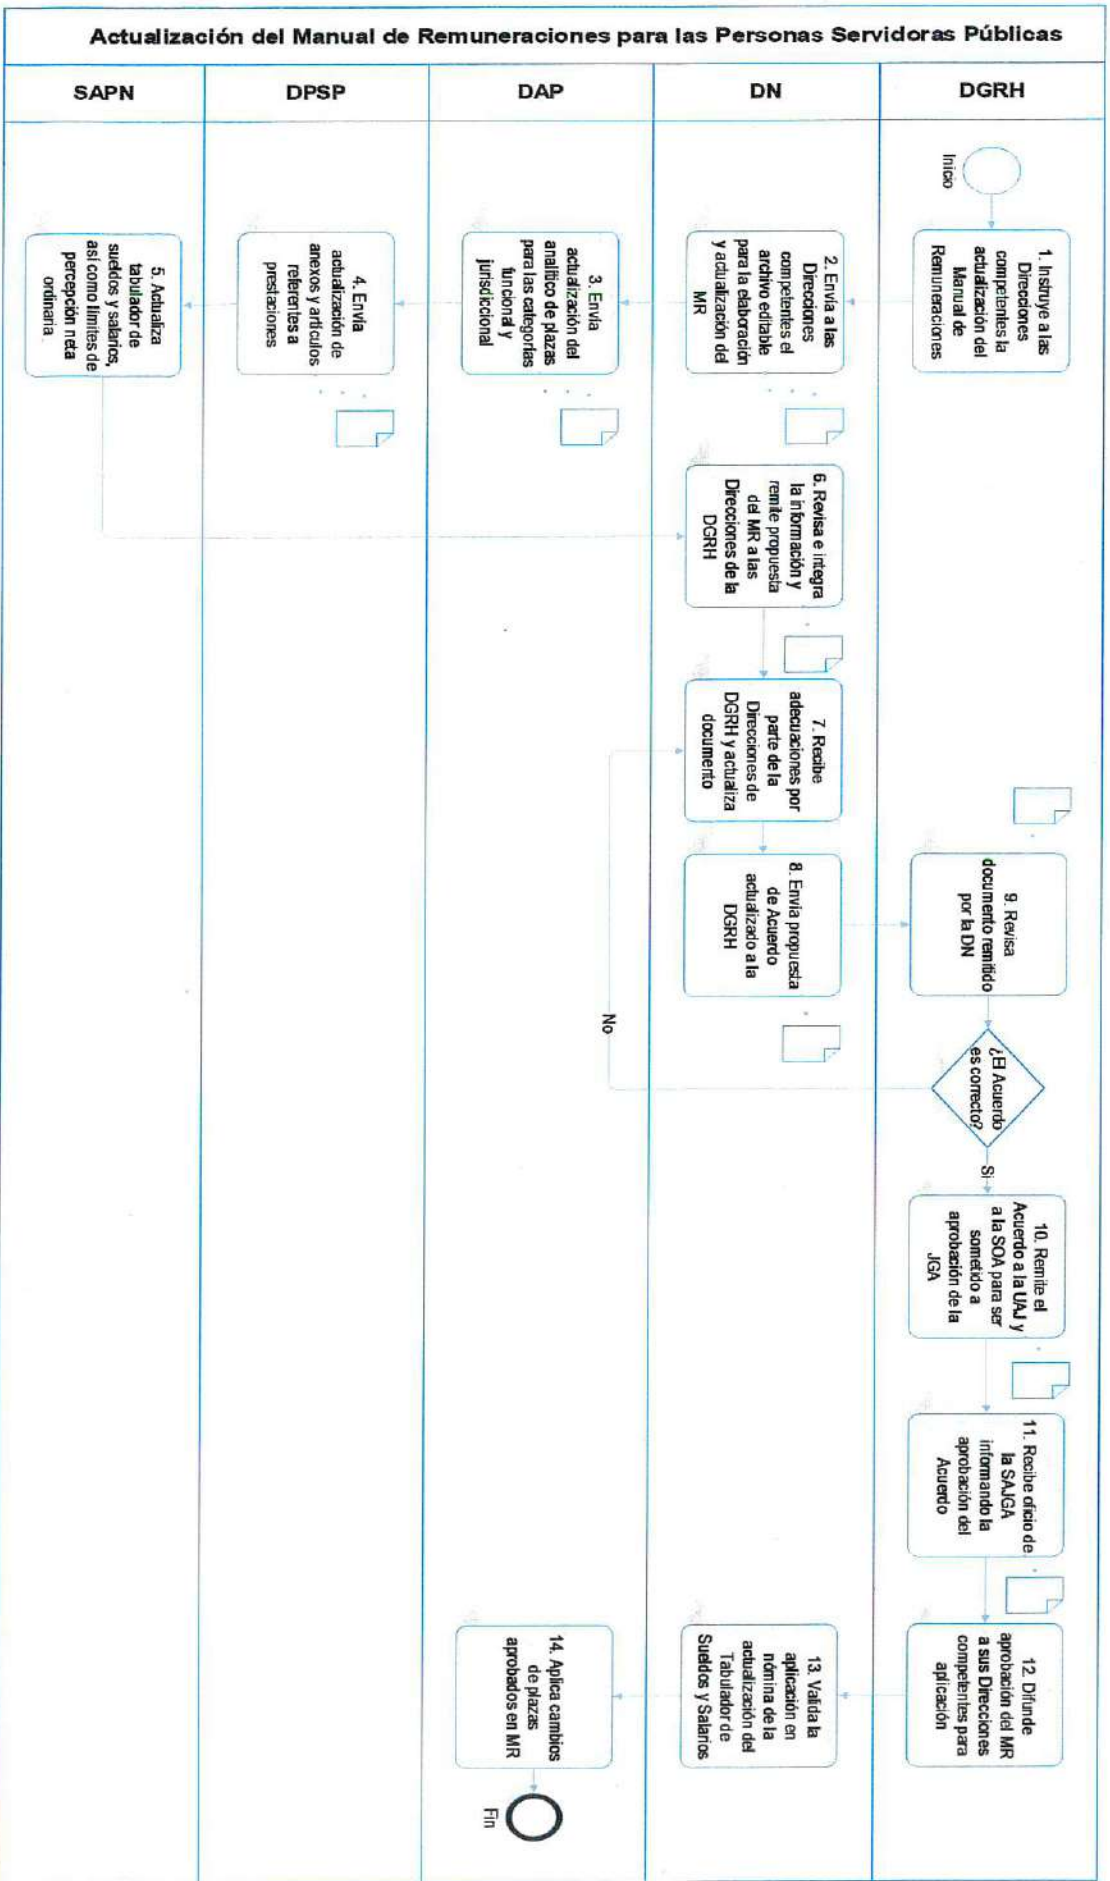 Actualización del Manual de Remuneraciones para las Personas Servidoras Públicas
DGRH
DN
DAP
DPSP
SAPN
Inicio
1. Instruye a las
Direcciones
competentes la
actualización del
Manual de
Remuneraciones
2. Envía a las
Direcciones
competentes el
archivo editable
para la elaboración
y actualización del
MR
3. Envía
actualización del
analítico de plazas
para las categorías
funcional y
jurisdiccional
4. Envía
actualización de
anexos y artículos
referentes a
prestaciones
5. Actualiza
tabulador de
sueldos y salarios,
así como límites de
percepción neta
ordinaria
6. Revisa e integra
la información y
remite propuesta
del MR a las
Direcciones de la
DGRH
7. Recibe
adecuaciones por
parte de la
Direcciones de
DGRH y actualiza
documento
8. Envía propuesta
de Acuerdo
actualizado a la
DGRH
9. Revisa
documento remitido
por la DN
¿El Acuerdo
es correcto?
No
Si
10. Remite el
Acuerdo a la UAJ y
a la SOA para ser
sometido a
aprobación de la
JGA
11. Recibe oficio de
la SAJGA
informando la
aprobación del
Acuerdo
12. Difunde
aprobación del MR
a sus Direcciones
competentes para
aplicación
13. Valida la
aplicación en
nómina de la
actualización del
Tabulador de
Sueldos y Salarios
14. Aplica cambios
de plazas
aprobados en MR
Fin